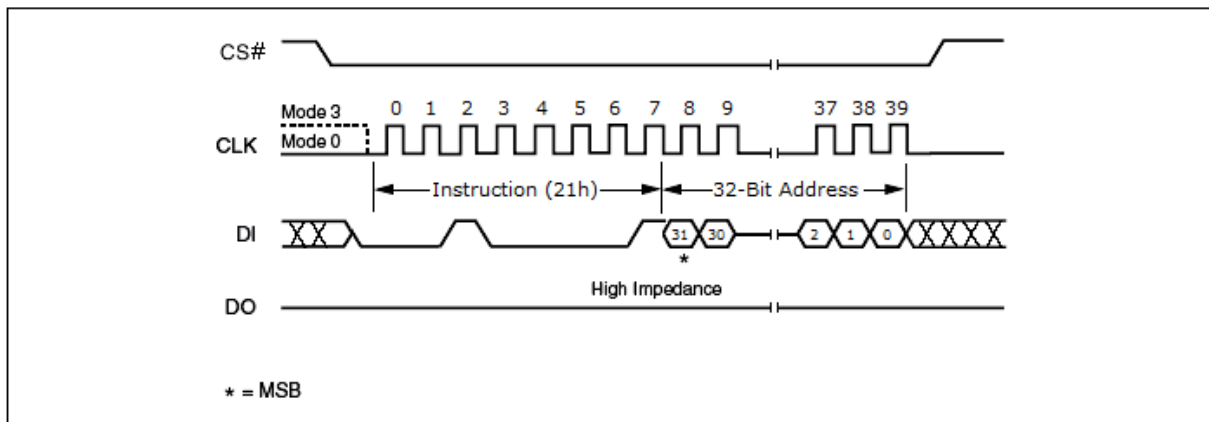 CS#
Mode 3
0 1 2 3 4 5 6 7 8 9 37 38 39
CLK
Mode 0
Instruction (21h) 32-Bit Address
DI
31 30 2 1 0
*
High Impedance
DO
* = MSB